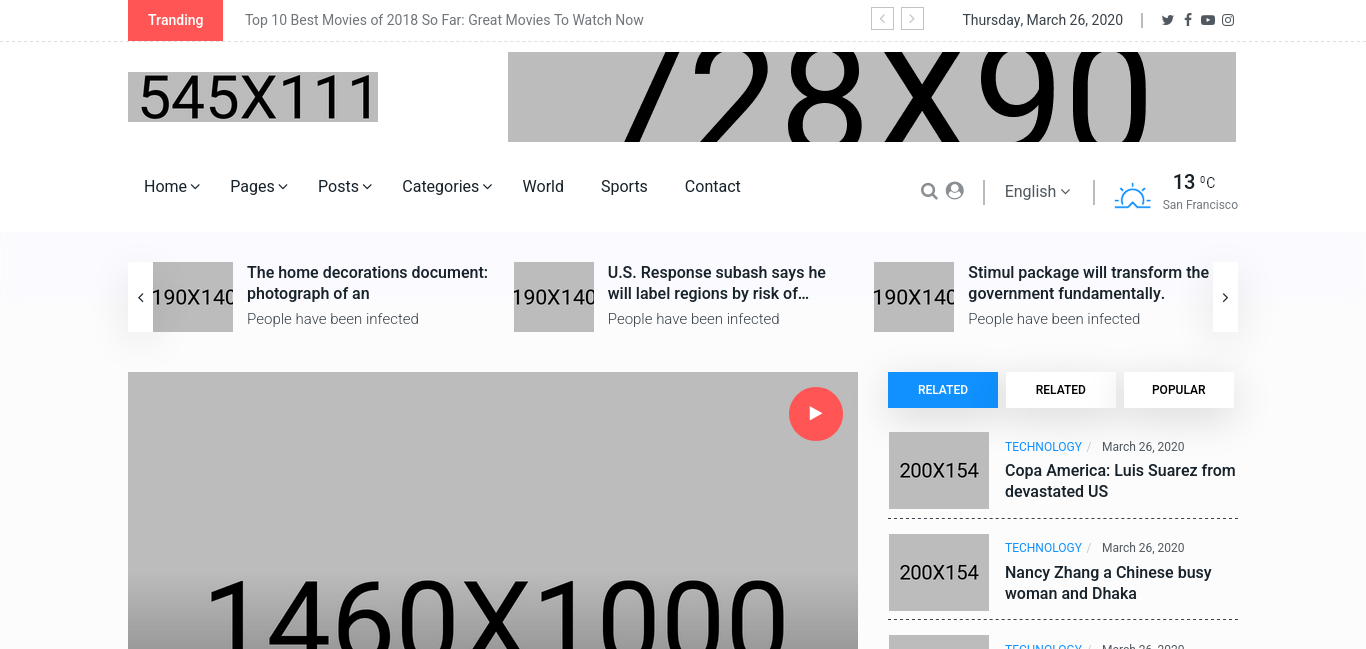 Tranding
Top 10 Best Movies of 2018 So Far: Great Movies To Watch Now
Thursday, March 26, 2020
545X111
728X90
Home
Pages
Posts
Categories
World
Sports
Contact
English
13 °C
San Francisco
190X140
The home decorations document:
photograph of an
People have been infected
190X140
U.S. Response subash says he
will label regions by risk of...
People have been infected
190X140
Stimul package will transform the
government fundamentally.
People have been infected
1460X1000
RELATED
RELATED
POPULAR
200X154
TECHNOLOGY / March 26, 2020
Copa America: Luis Suarez from
devastated US
200X154
TECHNOLOGY / March 26, 2020
Nancy Zhang a Chinese busy
woman and Dhaka
TECHNOLOGY / March 26, 2020